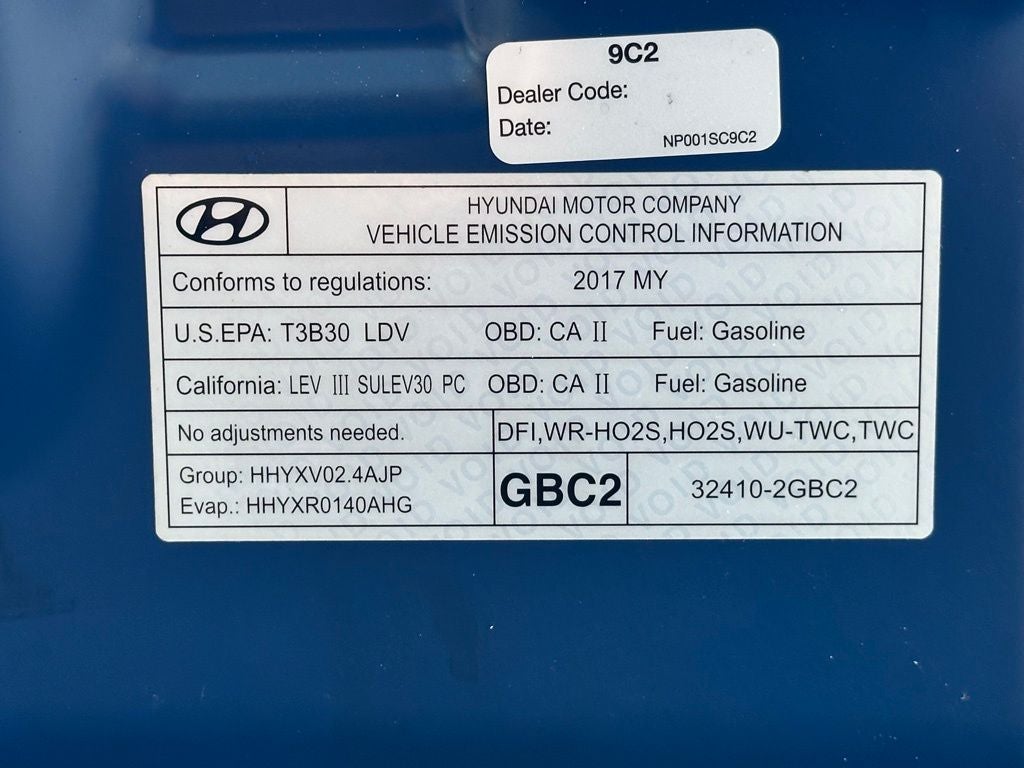 9C2
Dealer Code:
Date:
NP001SC9C2
HYUNDAI MOTOR COMPANY
VEHICLE EMISSION CONTROL INFORMATION
Conforms to regulations: 2017 MY
U.S.EPA: T3B30 LDV OBD: CA II Fuel: Gasoline
California: LEV III SULEV30 PC OBD: CA II Fuel: Gasoline
No adjustments needed. DFI,WR-HO2S,HO2S,WU-TWC,TWC
Group: HHYXV02.4AJP
Evap.: HHYXR0140AHG
GBC2 32410-2GBC2